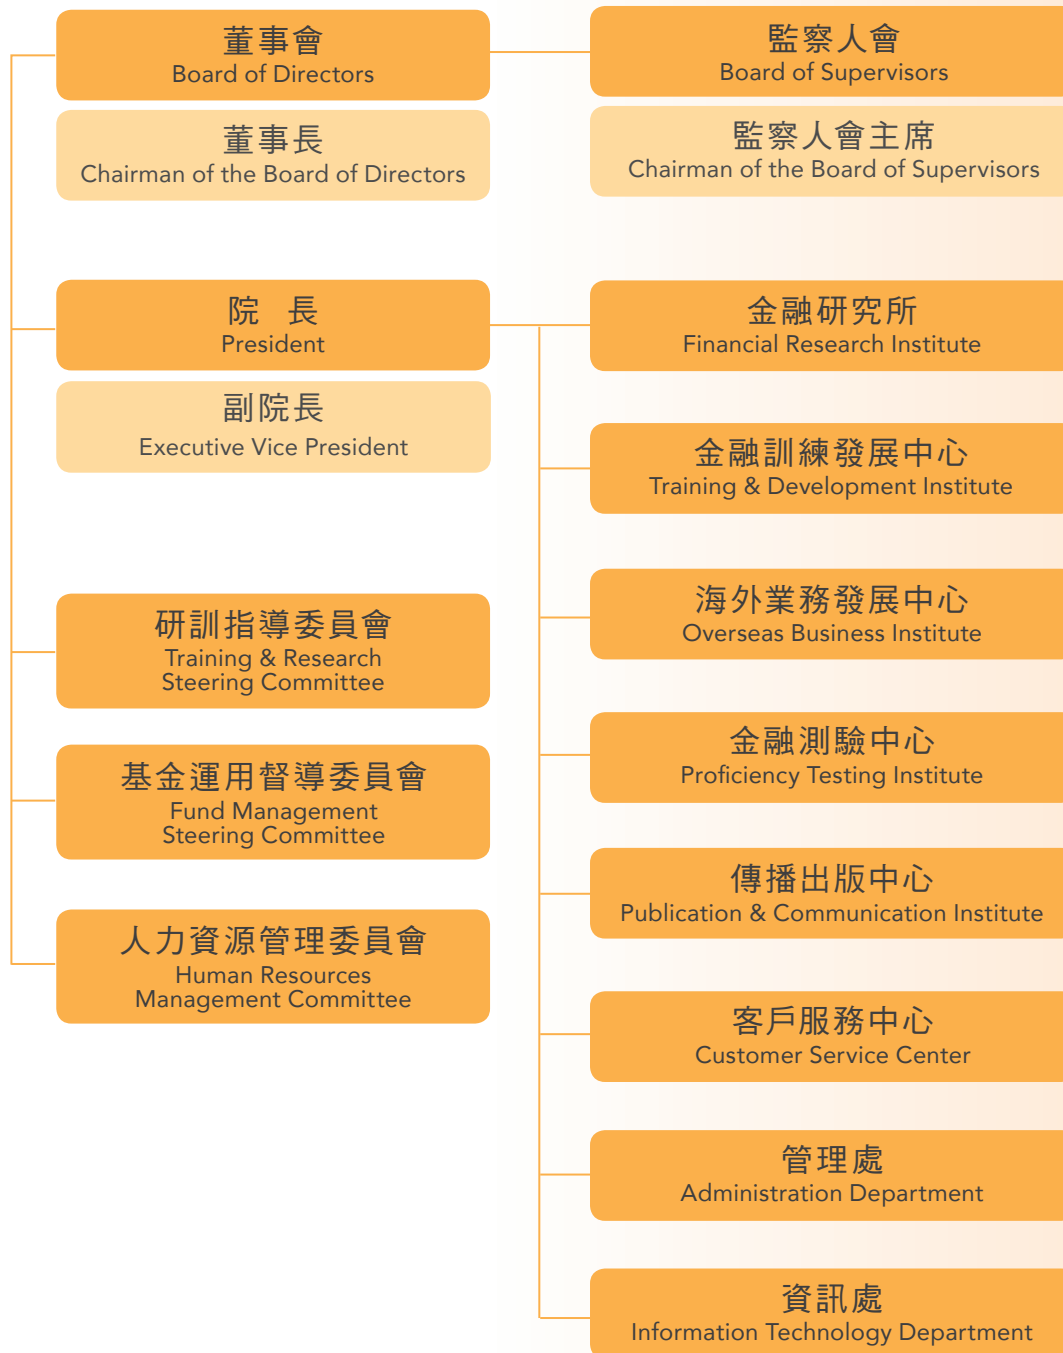 董事會
Board of Directors
監察人會
Board of Supervisors
董事長
Chairman of the Board of Directors
監察人會主席
Chairman of the Board of Supervisors
院 長
President
副院長
Executive Vice President
研訓指導委員會
Training & Research
Steering Committee
基金運用督導委員會
Fund Management
Steering Committee
人力資源管理委員會
Human Resources
Management Committee
金融研究所
Financial Research Institute
金融訓練發展中心
Training & Development Institute
海外業務發展中心
Overseas Business Institute
金融測驗中心
Proficiency Testing Institute
傳播出版中心
Publication & Communication Institute
客戶服務中心
Customer Service Center
管理處
Administration Department
資訊處
Information Technology Department